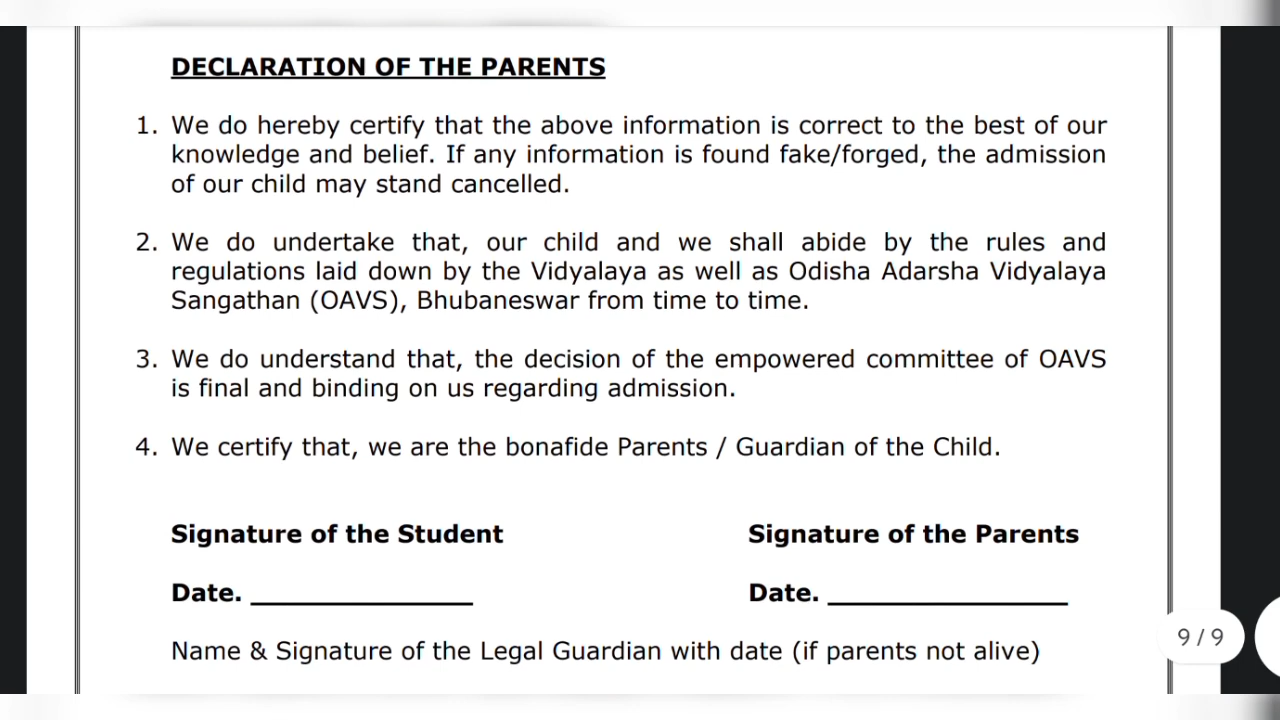 DECLARATION OF THE PARENTS
1. We do hereby certify that the above information is correct to the best of our
knowledge and belief. If any information is found fake/forged, the admission
of our child may stand cancelled.
2. We do undertake that, our child and we shall abide by the rules and
regulations laid down by the Vidyalaya as well as Odisha Adarsha Vidyalaya
Sangathan (OAVS), Bhubaneswar from time to time.
3. We do understand that, the decision of the empowered committee of OAVS
is final and binding on us regarding admission.
4. We certify that, we are the bonafide Parents / Guardian of the Child.
Signature of the Student Signature of the Parents
Date. ________________ Date. _________________
Name & Signature of the Legal Guardian with date (if parents not alive)
9 / 9